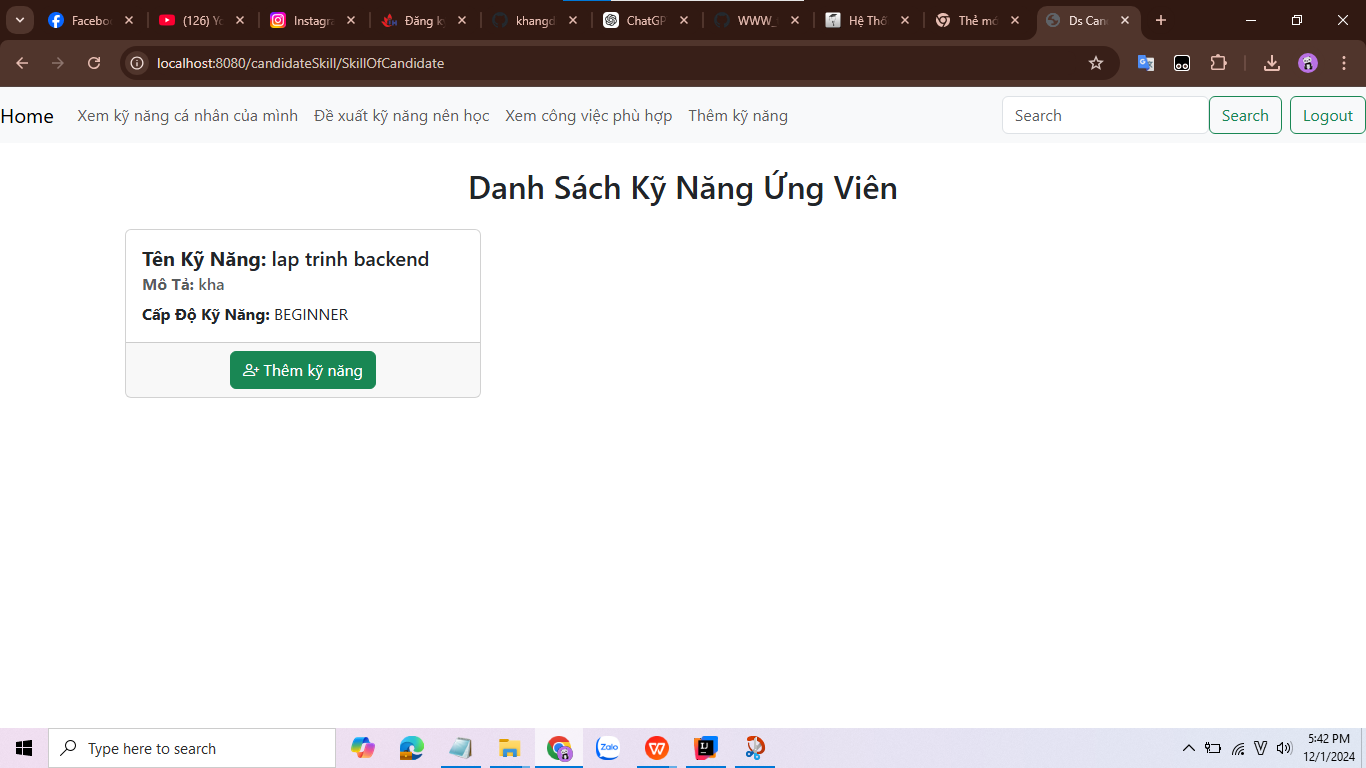 Facebo
(126) Yo
Instagra
Đăng k
khangd
ChatGP
WWW_
Hệ Thố
Thẻ mớ
Ds Can
localhost:8080/candidateSkill/SkillOfCandidate
Home Xem kỹ năng cá nhân của mình Đề xuất kỹ năng nên học Xem công việc phù hợp Thêm kỹ năng Search Search Logout
Danh Sách Kỹ Năng Ứng Viên
Tên Kỹ Năng: lap trinh backend
Mô Tả: kha
Cấp Độ Kỹ Năng: BEGINNER
Thêm kỹ năng
Type here to search
Zalo
5:42 PM
12/1/2024